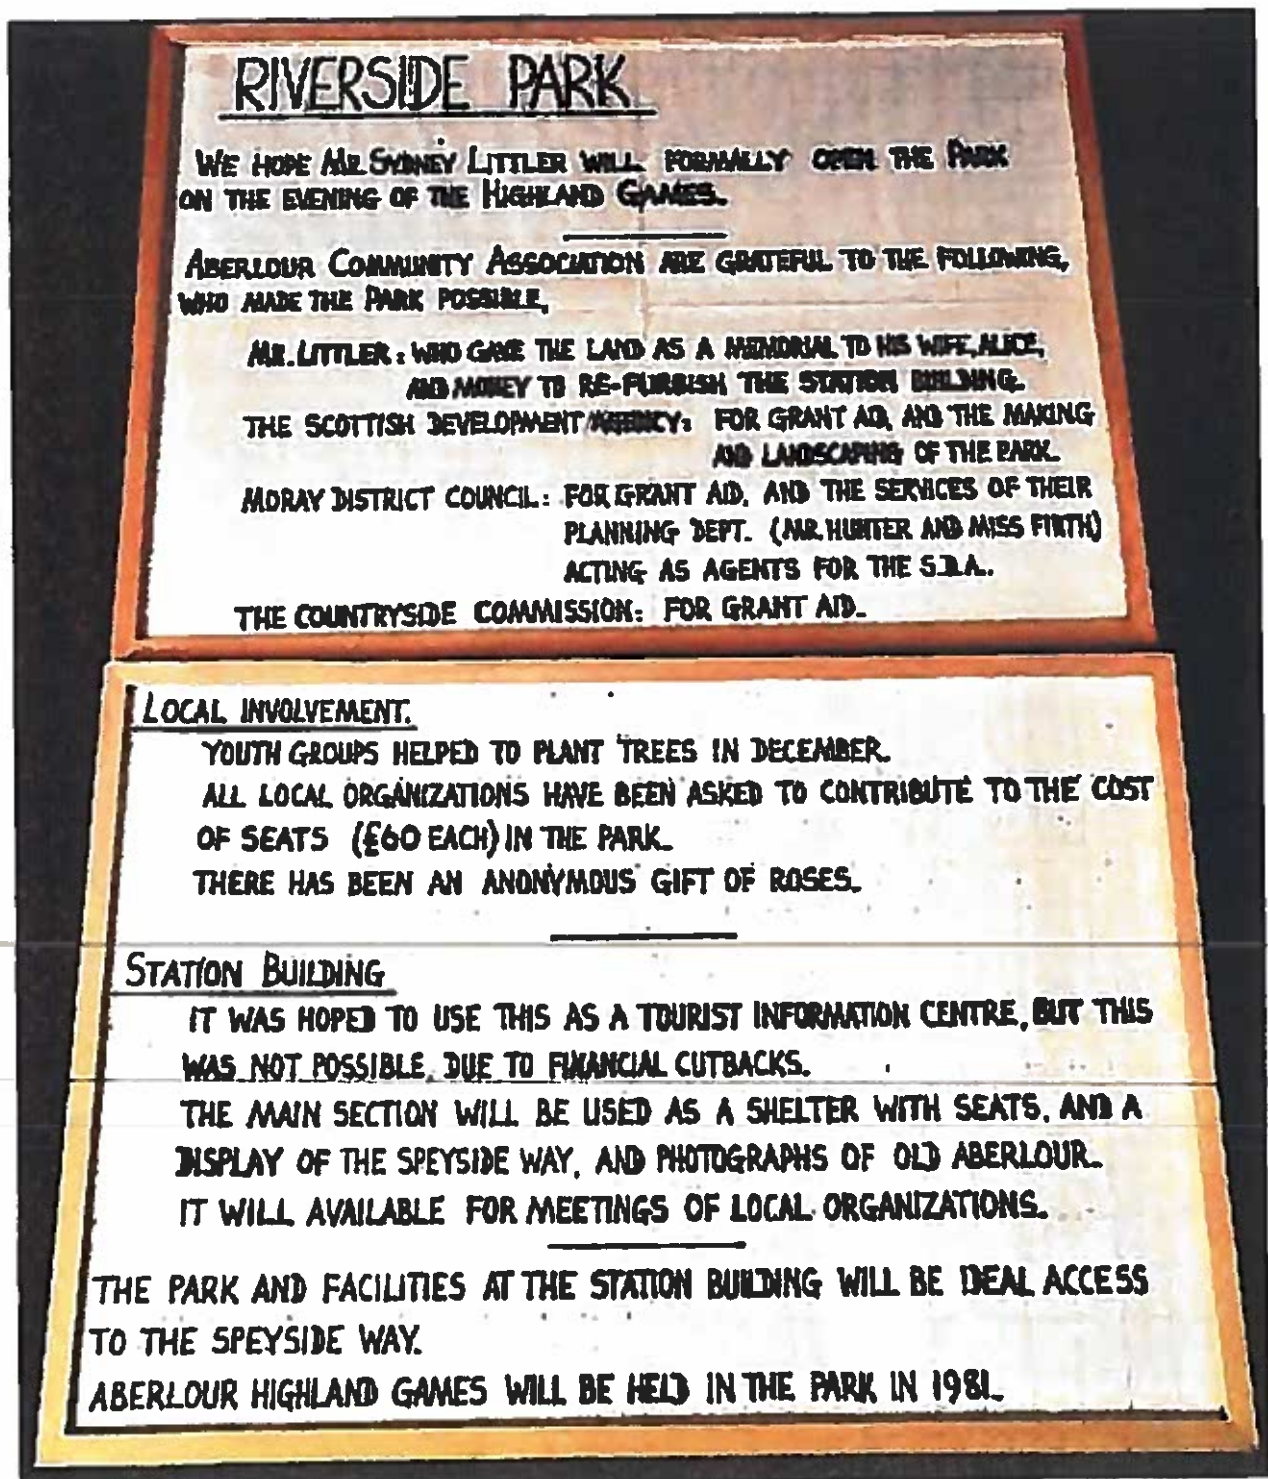 RIVERSIDE PARK
WE HOPE MR. SYDNEY LITTLER WILL FORMALLY OPEN THE PARK
ON THE EVENING OF THE HIGHLAND GAMES.
ABERLOUR COMMUNITY ASSOCIATION ARE GRATEFUL TO THE FOLLOWING,
WHO MADE THE PARK POSSIBLE,
MR. LITTLER: WHO GAVE THE LAND AS A MEMORIAL TO HIS WIFE, ALICE,
AND MONEY TO RE-FURBISH THE STATION BUILDING.
THE SCOTTISH DEVELOPMENT AGENCY: FOR GRANT AID, AND THE MAKING
AND LANDSCAPING OF THE PARK.
MORAY DISTRICT COUNCIL: FOR GRANT AID, AND THE SERVICES OF THEIR
PLANNING DEPT. (MR. HUNTER AND MISS FIRTH)
ACTING AS AGENTS FOR THE S.D.A..
THE COUNTRYSIDE COMMISSION: FOR GRANT AID.
LOCAL INVOLVEMENT.
YOUTH GROUPS HELPED TO PLANT TREES IN DECEMBER.
ALL LOCAL ORGANIZATIONS HAVE BEEN ASKED TO CONTRIBUTE TO THE COST
OF SEATS (£60 EACH) IN THE PARK.
THERE HAS BEEN AN ANONYMOUS GIFT OF ROSES.
STATION BUILDING
IT WAS HOPED TO USE THIS AS A TOURIST INFORMATION CENTRE, BUT THIS
WAS NOT POSSIBLE, DUE TO FINANCIAL CUTBACKS.
THE MAIN SECTION WILL BE USED AS A SHELTER WITH SEATS, AND A
DISPLAY OF THE SPEYSIDE WAY, AND PHOTOGRAPHS OF OLD ABERLOUR.
IT WILL AVAILABLE FOR MEETINGS OF LOCAL ORGANIZATIONS.
THE PARK AND FACILITIES AT THE STATION BUILDING WILL BE IDEAL ACCESS
TO THE SPEYSIDE WAY.
ABERLOUR HIGHLAND GAMES WILL BE HELD IN THE PARK IN 1981.